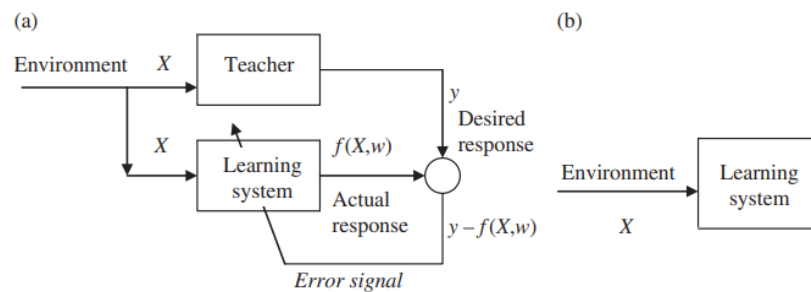 (a)
Environment
X
Teacher
y
Desired
response
X
Learning
system
f(X,w)
Actual
response
y – f(X,w)
Error signal
(b)
Environment
X
Learning
system